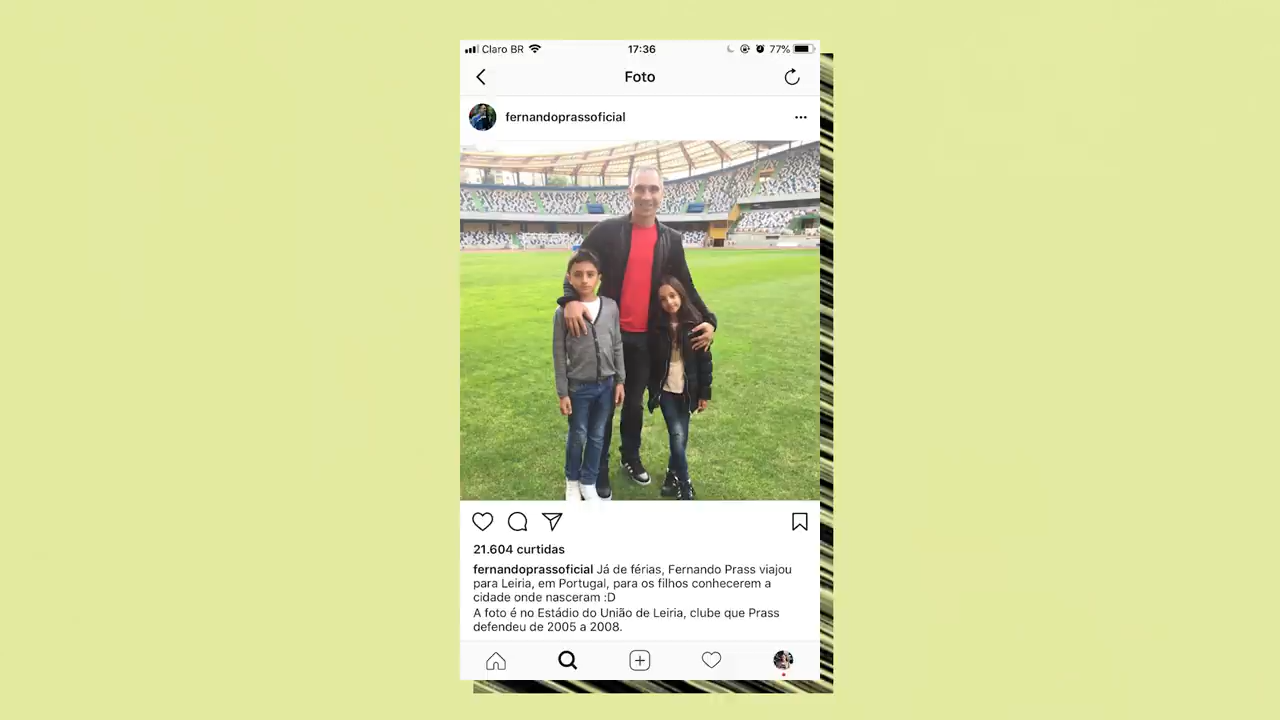 Claro BR 17:36 77%
Foto
fernandoprassoficial
21.604 curtidas
fernandoprassoficial Já de férias, Fernando Prass viajou
para Leiria, em Portugal, para os filhos conhecerem a
cidade onde nasceram :D
A foto é no Estádio do União de Leiria, clube que Prass
defendeu de 2005 a 2008.